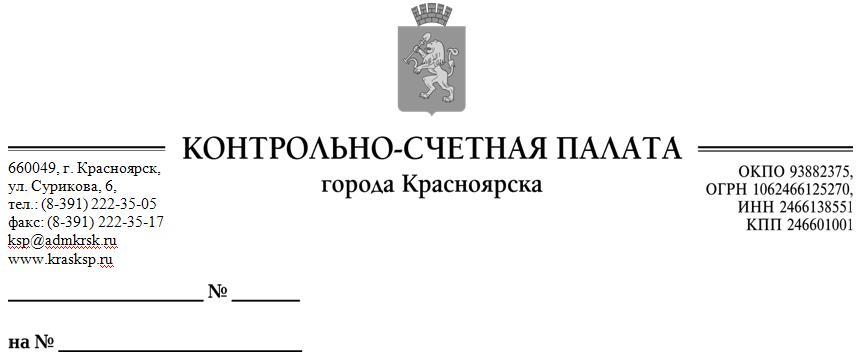 КОНТРОЛЬНО-СЧЕТНАЯ ПАЛАТА
города Красноярска
660049, г. Красноярск,
ул. Сурикова, 6,
тел.: (8-391) 222-35-05
факс: (8-391) 222-35-17
ksp@admkrsk.ru
www.krasksp.ru
ОКПО 93882375,
ОГРН 1062466125270,
ИНН 2466138551
КПП 246601001
____________________ № _______
на № _________________________